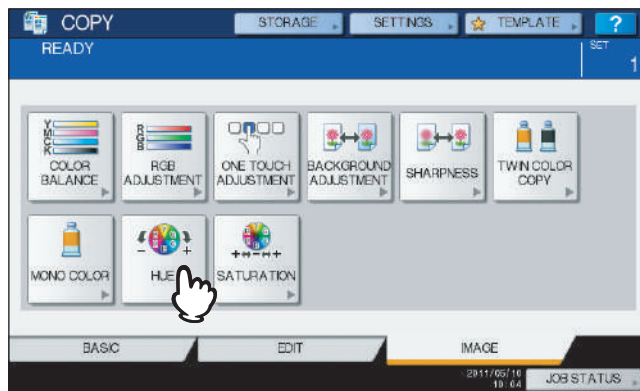 COPY
STORAGE
SETTINGS
TEMPLATE
?
READY
SET
1
Y
M
C
K
COLOR
BALANCE
R
G
B
RGB
ADJUSTMENT
ONE TOUCH
ADJUSTMENT
BACKGROUND
ADJUSTMENT
SHARPNESS
TWIN COLOR
COPY
MONO COLOR
- +
HUE
+ - +
SATURATION
BASIC
EDIT
IMAGE
2011/05/10
10:04
JOB STATUS